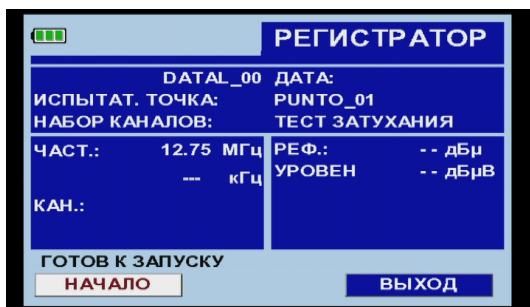 РЕГИСТРАТОР
DATAL_00 ДАТА:
ИСПЫТАТ. ТОЧКА: PUNTO_01
НАБОР КАНАЛОВ: ТЕСТ ЗАТУХАНИЯ
ЧАСТ.: 12.75 МГц РЕФ.: -- дБµ
--- кГц УРОВЕН -- дБµВ
КАН.:
ГОТОВ К ЗАПУСКУ
НАЧАЛО ВЫХОД